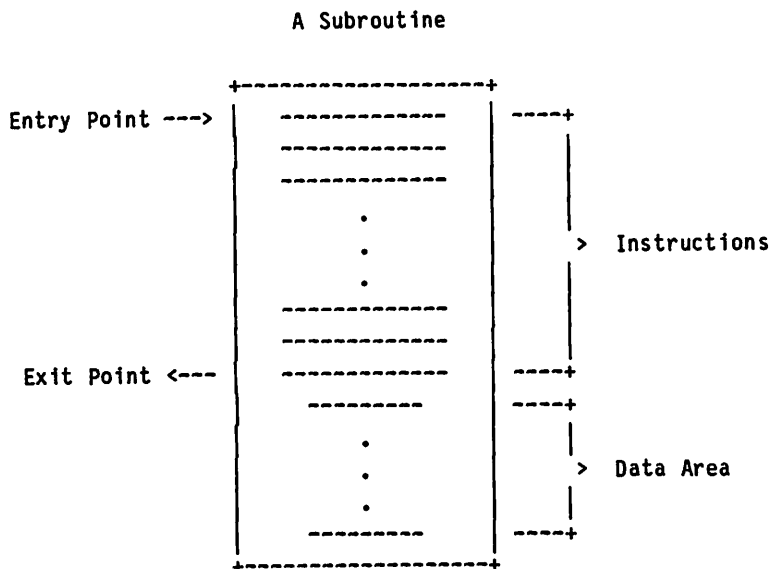 A Subroutine
Entry Point --->
Instructions
Exit Point <---
Data Area